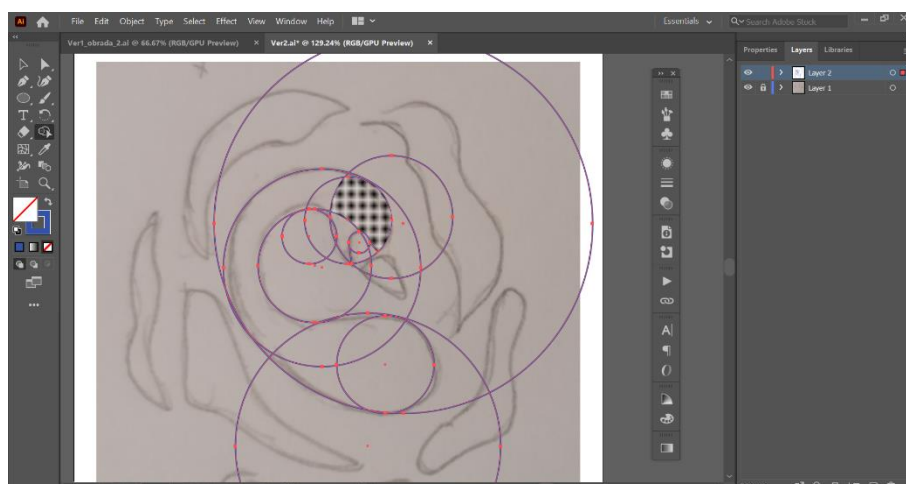 Ai File Edit Object Type Select Effect View Window Help Essentials Search Adobe Stock
Ver1_obrada_2.ai @ 66.67% (RGB/GPU Preview) × Ver2.ai* @ 129.24% (RGB/GPU Preview) ×
Properties Layers Libraries
Layer 2
Layer 1